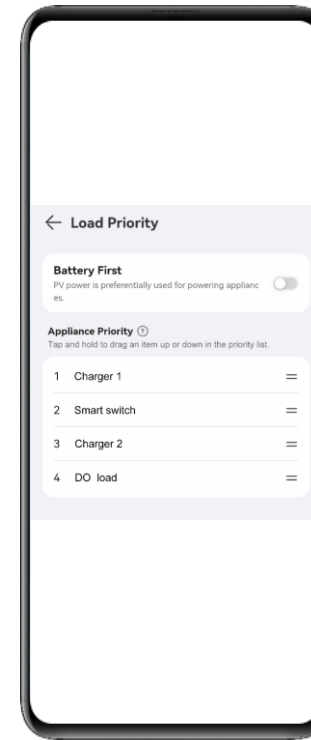 ← Load Priority
Battery First
PV power is preferentially used for powering applianc
es.
Appliance Priority ?
Tap and hold to drag an item up or down in the priority list.
1 Charger 1
2 Smart switch
3 Charger 2
4 DO load